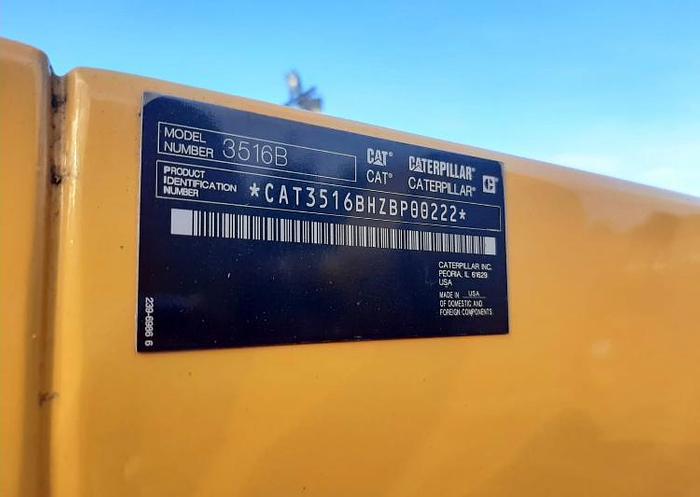 MODEL NUMBER 3516B
CAT® CATERPILLAR®
CAT® CATERPILLAR®
PRODUCT
IDENTIFICATION
NUMBER
*CAT3516BHZBP00222*
CATERPILLAR INC.
PEORIA, IL 61629
USA
MADE IN USA
OF DOMESTIC AND
FOREIGN COMPONENTS.
239-6986 6